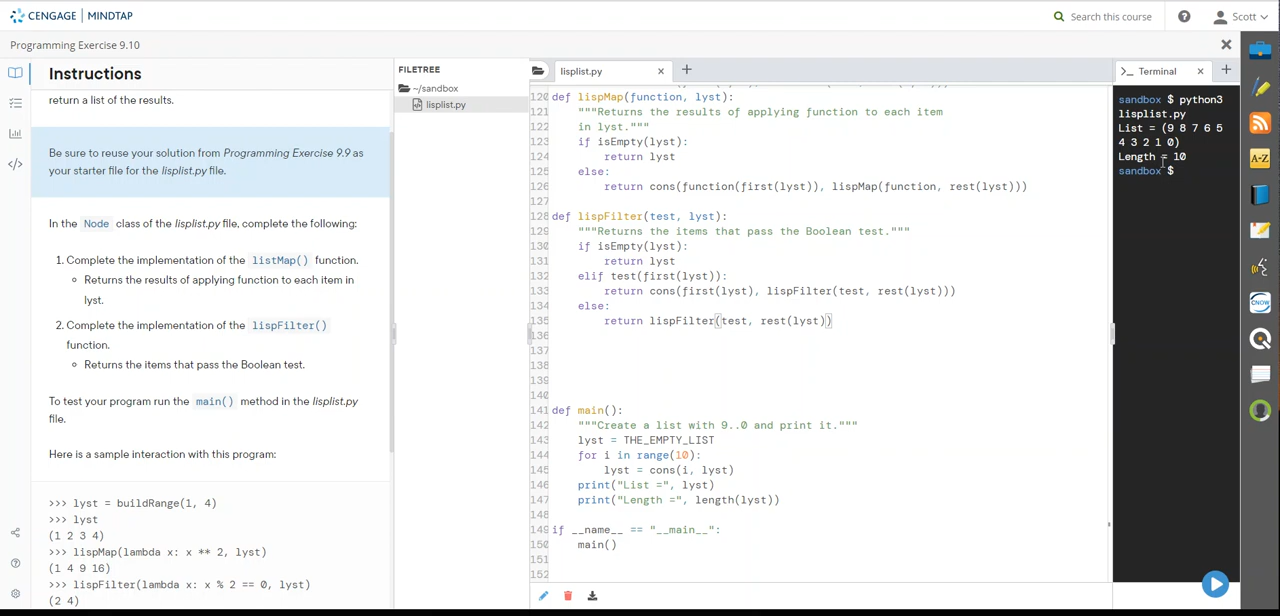 CENGAGE | MINDTAP
Search this course
Scott
Programming Exercise 9.10
Instructions
return a list of the results.
Be sure to reuse your solution from Programming Exercise 9.9 as
your starter file for the lisplist.py file.
In the Node class of the lisplist.py file, complete the following:
1. Complete the implementation of the listMap() function.
Returns the results of applying function to each item in
lyst.
2. Complete the implementation of the lispFilter()
function.
Returns the items that pass the Boolean test.
To test your program run the main() method in the lisplist.py
file.
Here is a sample interaction with this program:
>>> lyst = buildRange(1, 4)
>>> lyst
(1 2 3 4)
>>> lispMap(lambda x: x ** 2, lyst)
(1 4 9 16)
>>> lispFilter(lambda x: x % 2 == 0, lyst)
(2 4)
FILETREE
~/sandbox
lisplist.py
lisplist.py
120 def lispMap(function, lyst):
121 """Returns the results of applying function to each item
122 in lyst."""
123 if isEmpty(lyst):
124 return lyst
125 else:
126 return cons(function(first(lyst)), lispMap(function, rest(lyst)))
127
128 def lispFilter(test, lyst):
129 """Returns the items that pass the Boolean test."""
130 if isEmpty(lyst):
131 return lyst
132 elif test(first(lyst)):
133 return cons(first(lyst), lispFilter(test, rest(lyst)))
134 else:
135 return lispFilter(test, rest(lyst))
136
137
138
139
140
141 def main():
142 """Create a list with 9..0 and print it."""
143 lyst = THE_EMPTY_LIST
144 for i in range(10):
145 lyst = cons(i, lyst)
146 print("List =", lyst)
147 print("Length =", length(lyst))
148
149 if __name__ == "__main__":
150 main()
151
152
>_ Terminal
sandbox $ python3
lisplist.py
List = (9 8 7 6 5
4 3 2 1 0)
Length = 10
sandbox $
A-Z
CNOW